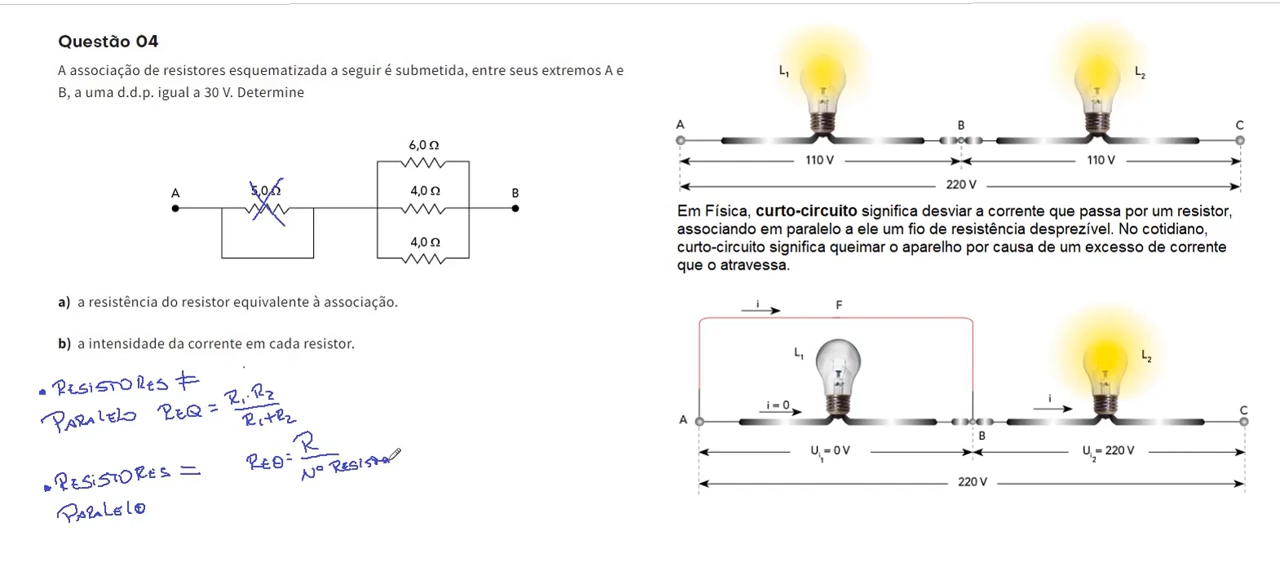 Questão 04
A associação de resistores esquematizada a seguir é submetida, entre seus extremos A e
B, a uma d.d.p. igual a 30 V. Determine
6,0 Ω
A
5,0 Ω
4,0 Ω
B
4,0 Ω
a) a resistência do resistor equivalente à associação.
b) a intensidade da corrente em cada resistor.
• RESISTORES ≠
PARALELO REQ = R1.R2
R1+R2
• RESISTORES =
PARALELO
REQ= R
Nº RESISTOR
L1
L2
A
B
C
110 V
110 V
220 V
Em Física, curto-circuito significa desviar a corrente que passa por um resistor,
associando em paralelo a ele um fio de resistência desprezível. No cotidiano,
curto-circuito significa queimar o aparelho por causa de um excesso de corrente
que o atravessa.
i
F
L1
L2
i = 0
i
A
B
C
U1 = 0 V
U2 = 220 V
220 V